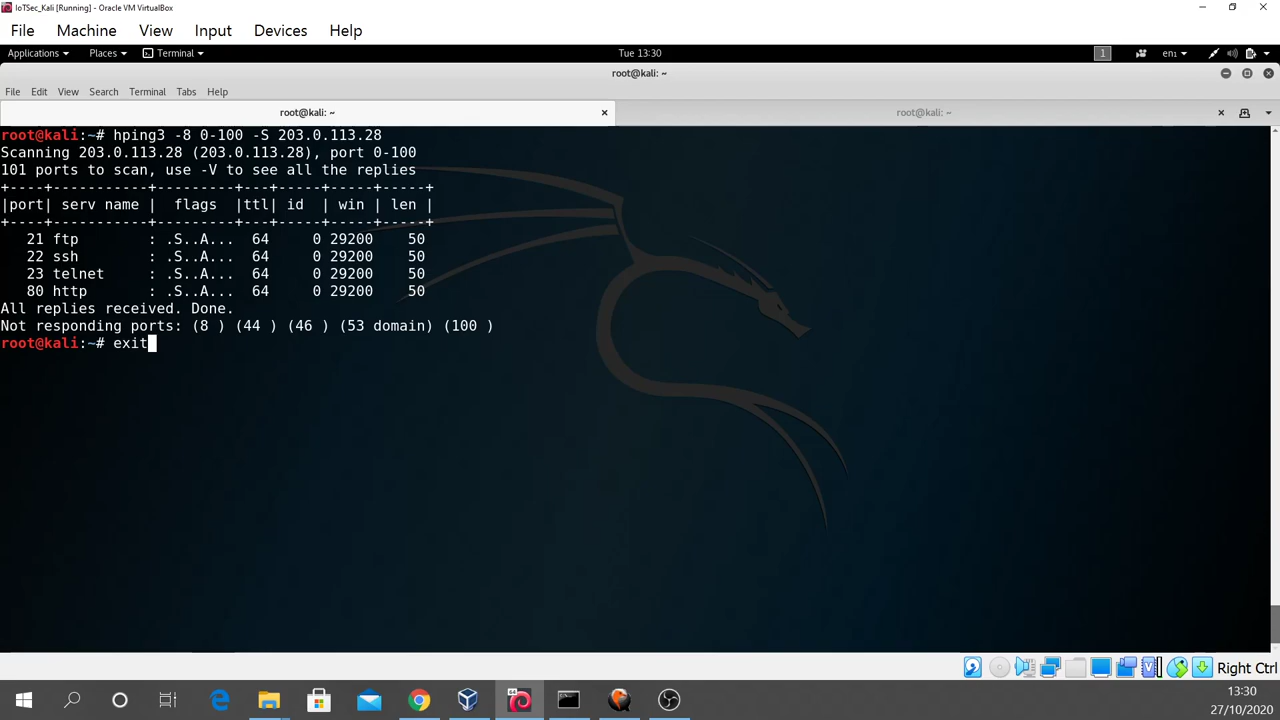 IoTSec_Kali [Running] - Oracle VM VirtualBox
File Machine View Input Devices Help
Applications Places Terminal Tue 13:30 1 en1
root@kali: ~
File Edit View Search Terminal Tabs Help
root@kali: ~ root@kali: ~
root@kali:~# hping3 -8 0-100 -S 203.0.113.28
Scanning 203.0.113.28 (203.0.113.28), port 0-100
101 ports to scan, use -V to see all the replies
+----+-----------+---------+---+-----+-----+-----+
|port| serv name | flags |ttl| id | win | len |
+----+-----------+---------+---+-----+-----+-----+
21 ftp : .S..A... 64 0 29200 50
22 ssh : .S..A... 64 0 29200 50
23 telnet : .S..A... 64 0 29200 50
80 http : .S..A... 64 0 29200 50
All replies received. Done.
Not responding ports: (8 ) (44 ) (46 ) (53 domain) (100 )
root@kali:~# exit
Right Ctrl
13:30
27/10/2020